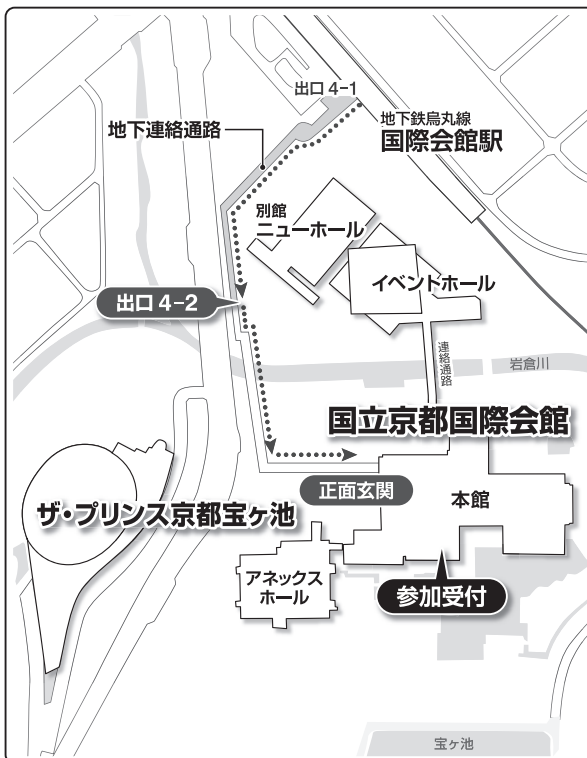 出口 4-1
地下鉄烏丸線
国際会館駅
地下連絡通路
別館
ニューホール
イベントホール
出口 4-2
連絡通路
岩倉川
国立京都国際会館
正面玄関
本館
ザ・プリンス京都宝ヶ池
アネックス
ホール
参加受付
宝ヶ池